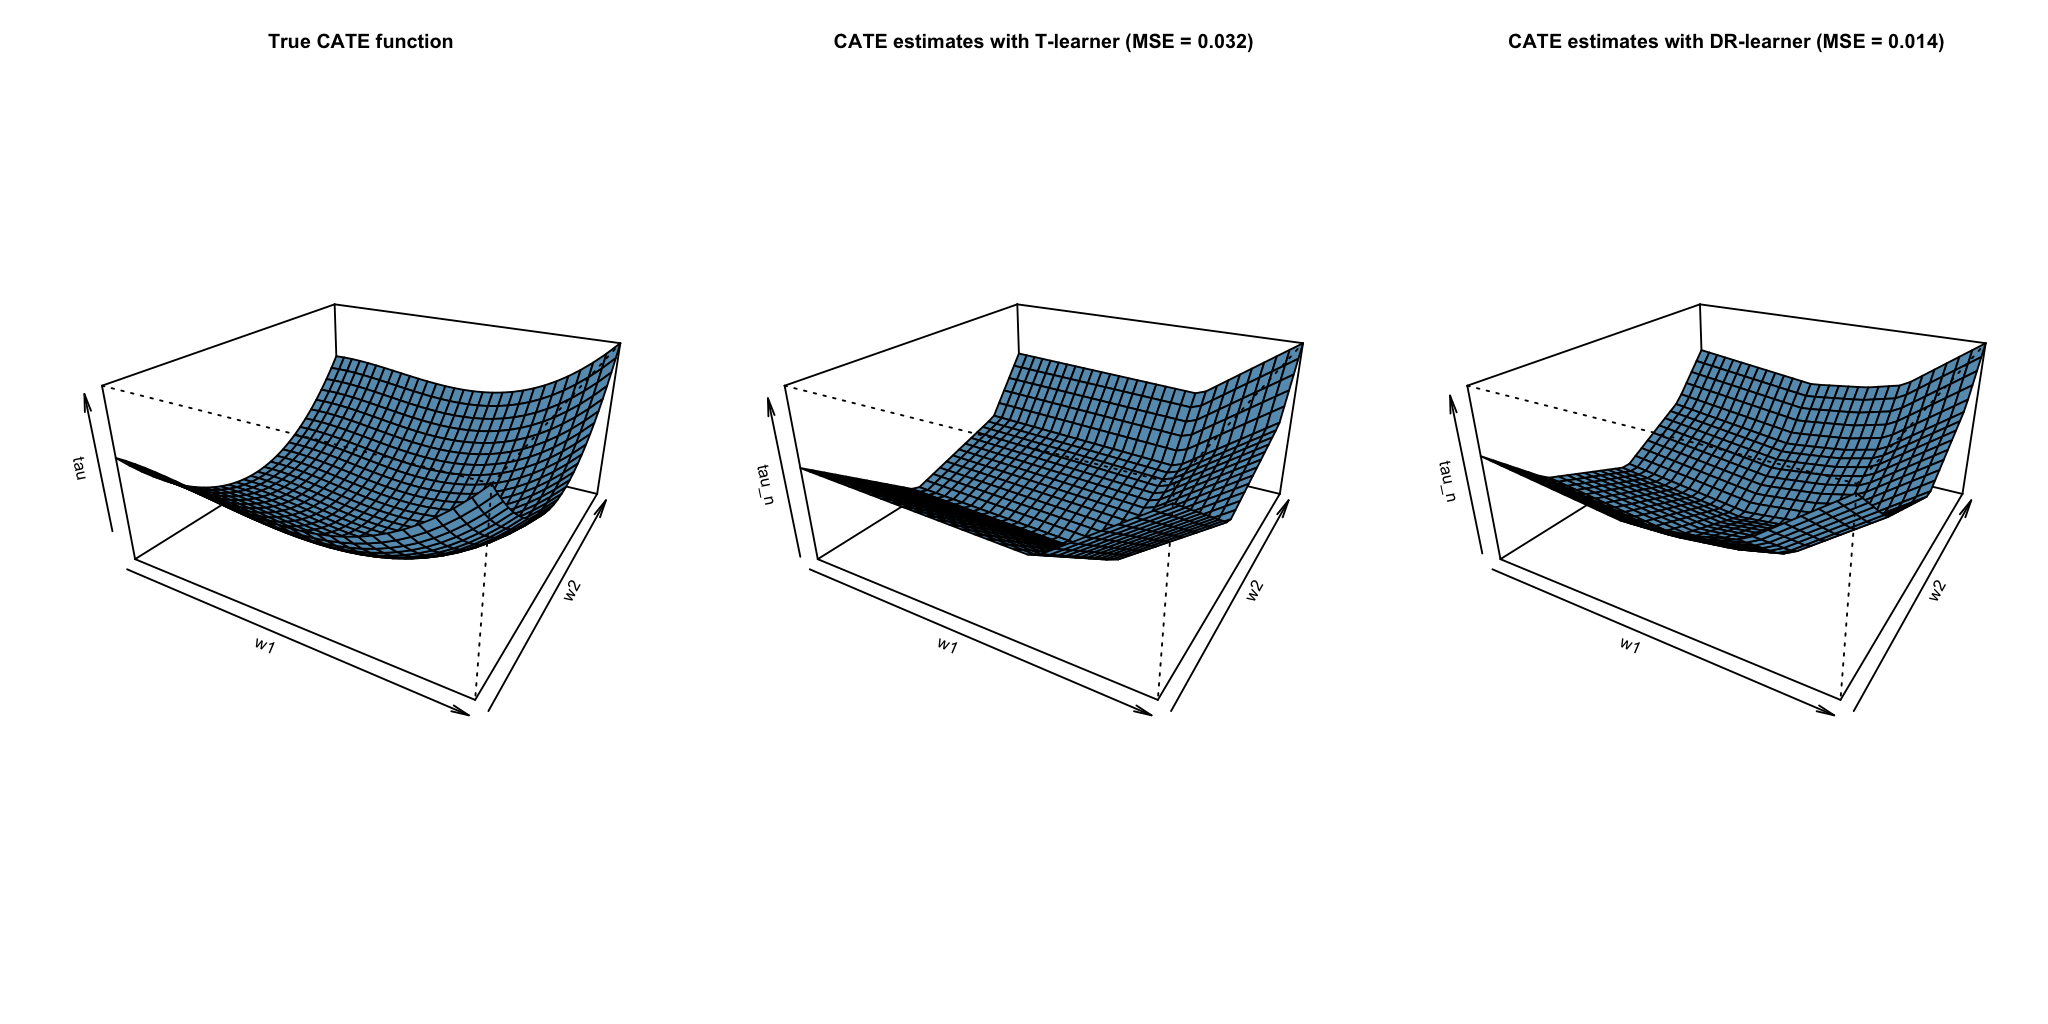 True CATE function
tau
w1
w2
CATE estimates with T-learner (MSE = 0.032)
tau_n
w1
w2
CATE estimates with DR-learner (MSE = 0.014)
tau_n
w1
w2